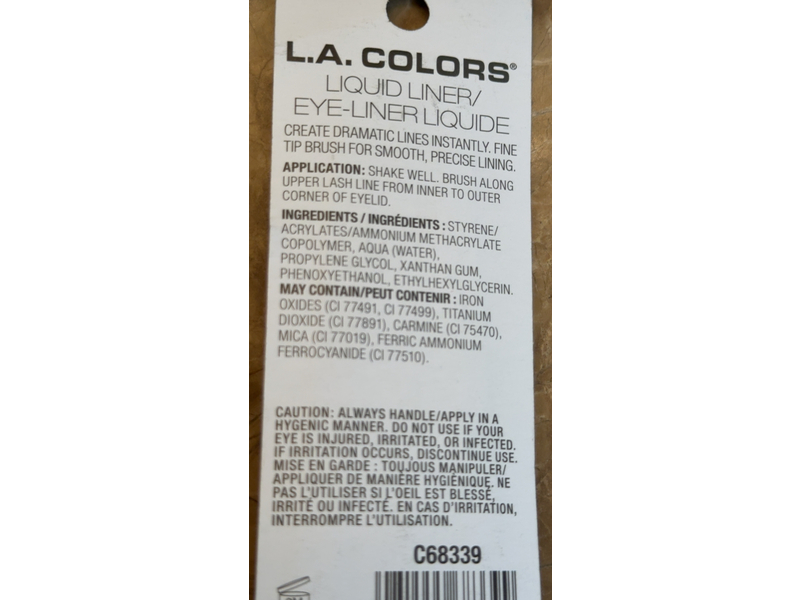 L.A. COLORS®
LIQUID LINER/
EYE-LINER LIQUIDE
CREATE DRAMATIC LINES INSTANTLY. FINE
TIP BRUSH FOR SMOOTH, PRECISE LINING.
APPLICATION: SHAKE WELL. BRUSH ALONG
UPPER LASH LINE FROM INNER TO OUTER
CORNER OF EYELID.
INGREDIENTS / INGRÉDIENTS : STYRENE/
ACRYLATES/AMMONIUM METHACRYLATE
COPOLYMER, AQUA (WATER),
PROPYLENE GLYCOL, XANTHAN GUM,
PHENOXYETHANOL, ETHYLHEXYLGLYCERIN.
MAY CONTAIN/PEUT CONTENIR : IRON
OXIDES (CI 77491, CI 77499), TITANIUM
DIOXIDE (CI 77891), CARMINE (CI 75470),
MICA (CI 77019), FERRIC AMMONIUM
FERROCYANIDE (CI 77510).
CAUTION: ALWAYS HANDLE/APPLY IN A
HYGENIC MANNER. DO NOT USE IF YOUR
EYE IS INJURED, IRRITATED, OR INFECTED.
IF IRRITATION OCCURS, DISCONTINUE USE.
MISE EN GARDE : TOUJOUS MANIPULER/
APPLIQUER DE MANIÈRE HYGIÉNIQUE. NE
PAS L'UTILISER SI L'OEIL EST BLESSÉ,
IRRITÉ OU INFECTÉ. EN CAS D'IRRITATION,
INTERROMPRE L'UTILISATION.
C68339